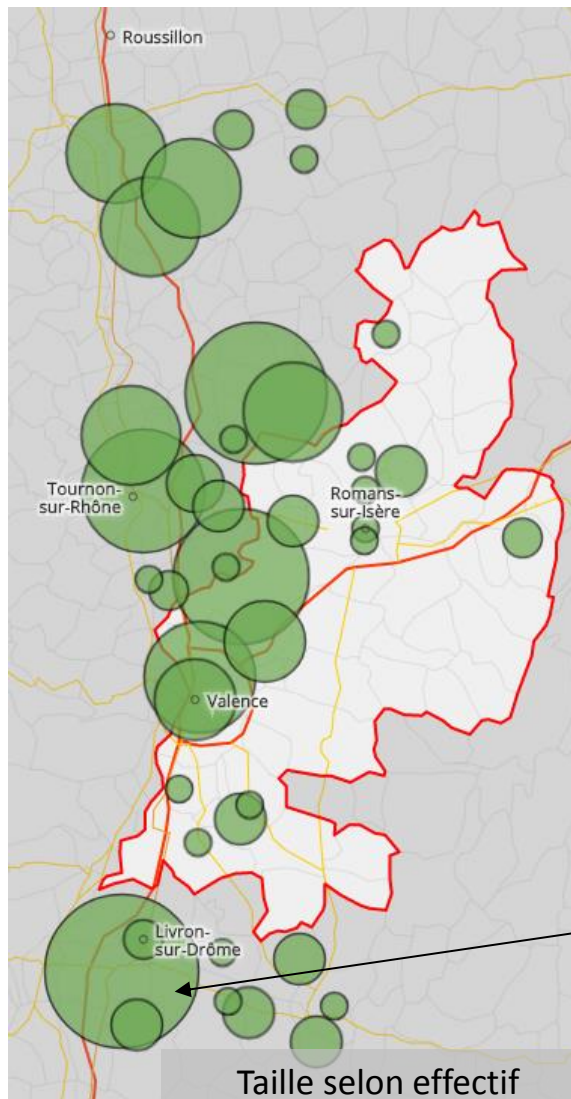 Roussillon
Tournon-
sur-Rhône
Romans-
sur-Isère
Valence
Livron-
sur-Drôme
Taille selon effectif